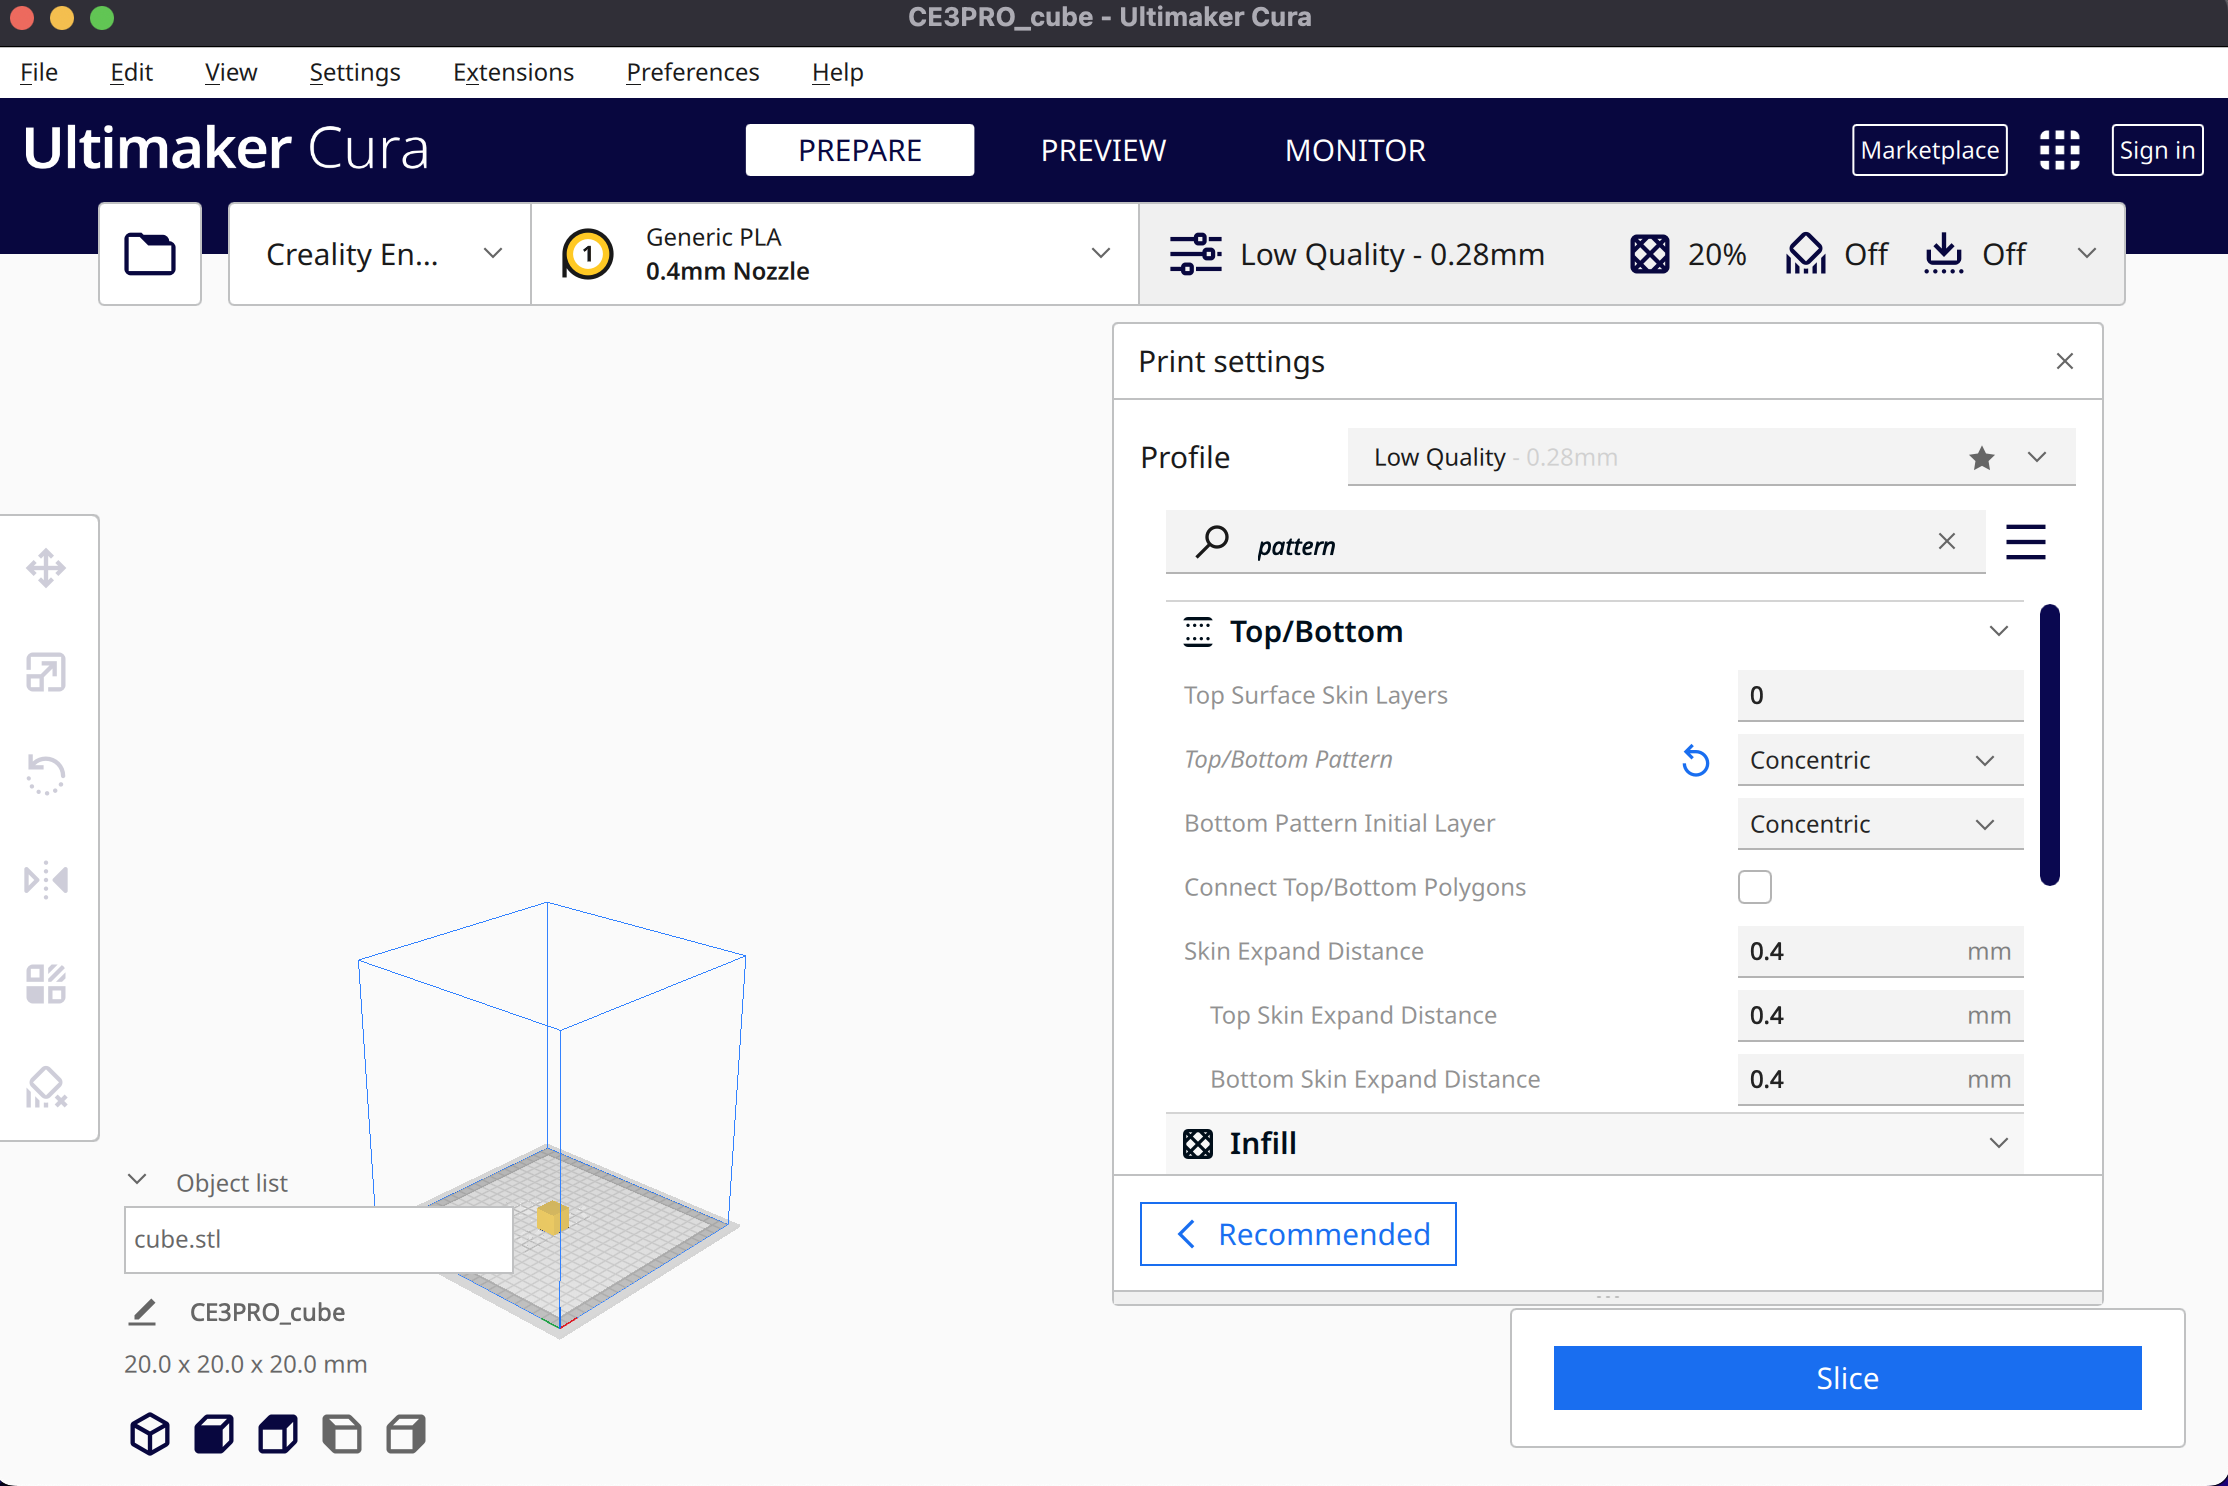 CE3PRO_cube - Ultimaker Cura
File Edit View Settings Extensions Preferences Help
Ultimaker Cura PREPARE PREVIEW MONITOR Marketplace Sign in
Creality En...
1
Generic PLA
0.4mm Nozzle
Low Quality - 0.28mm 20% Off Off
Print settings
Profile Low Quality - 0.28mm
pattern
Top/Bottom
Top Surface Skin Layers 0
Top/Bottom Pattern Concentric
Bottom Pattern Initial Layer Concentric
Connect Top/Bottom Polygons
Skin Expand Distance 0.4 mm
Top Skin Expand Distance 0.4 mm
Bottom Skin Expand Distance 0.4 mm
Infill
Recommended
Object list
cube.stl
CE3PRO_cube
20.0 x 20.0 x 20.0 mm
Slice